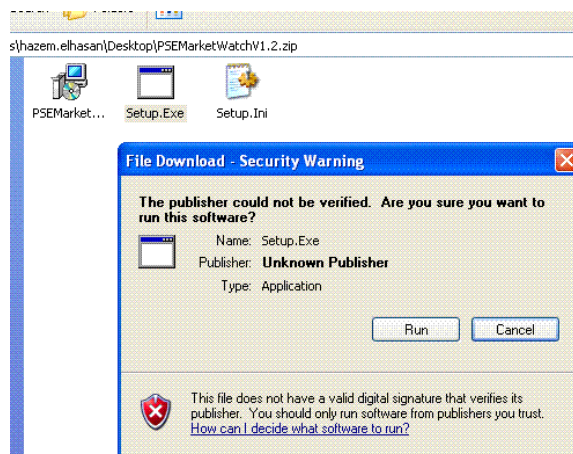 s\hazem.elhasan\Desktop\PSEMarketWatchV1.2.zip
PSEMarket... Setup.Exe Setup.Ini
File Download - Security Warning
The publisher could not be verified. Are you sure you want to
run this software?
Name: Setup.Exe
Publisher: Unknown Publisher
Type: Application
Run Cancel
This file does not have a valid digital signature that verifies its
publisher. You should only run software from publishers you trust.
How can I decide what software to run?